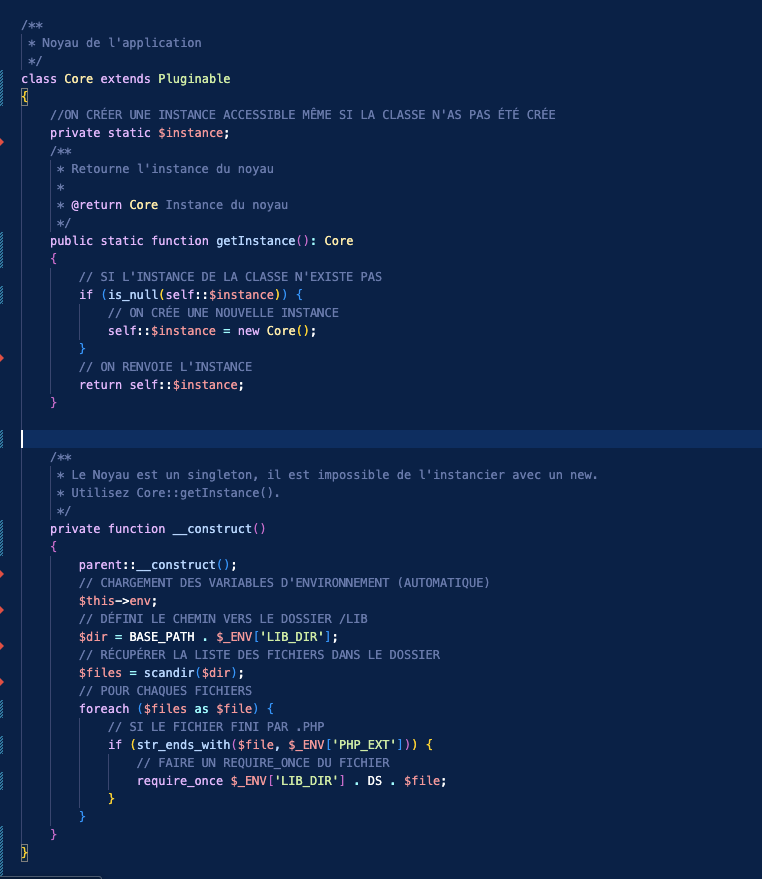 /**
 * Noyau de l'application
 */
class Core extends Pluginable
{
    //ON CRÉER UNE INSTANCE ACCESSIBLE MÊME SI LA CLASSE N'AS PAS ÉTÉ CRÉE
    private static $instance;
    /**
     * Retourne l'instance du noyau
     *
     * @return Core Instance du noyau
     */
    public static function getInstance(): Core
    {
        // SI L'INSTANCE DE LA CLASSE N'EXISTE PAS
        if (is_null(self::$instance)) {
            // ON CRÉE UNE NOUVELLE INSTANCE
            self::$instance = new Core();
        }
        // ON RENVOIE L'INSTANCE
        return self::$instance;
    }

    /**
     * Le Noyau est un singleton, il est impossible de l'instancier avec un new.
     * Utilisez Core::getInstance().
     */
    private function __construct()
    {
        parent::__construct();
        // CHARGEMENT DES VARIABLES D'ENVIRONNEMENT (AUTOMATIQUE)
        $this->env;
        // DÉFINI LE CHEMIN VERS LE DOSSIER /LIB
        $dir = BASE_PATH . $_ENV['LIB_DIR'];
        // RÉCUPÉRER LA LISTE DES FICHIERS DANS LE DOSSIER
        $files = scandir($dir);
        // POUR CHAQUES FICHIERS
        foreach ($files as $file) {
            // SI LE FICHIER FINI PAR .PHP
            if (str_ends_with($file, $_ENV['PHP_EXT'])) {
                // FAIRE UN REQUIRE_ONCE DU FICHIER
                require_once $_ENV['LIB_DIR'] . DS . $file;
            }
        }
    }
}